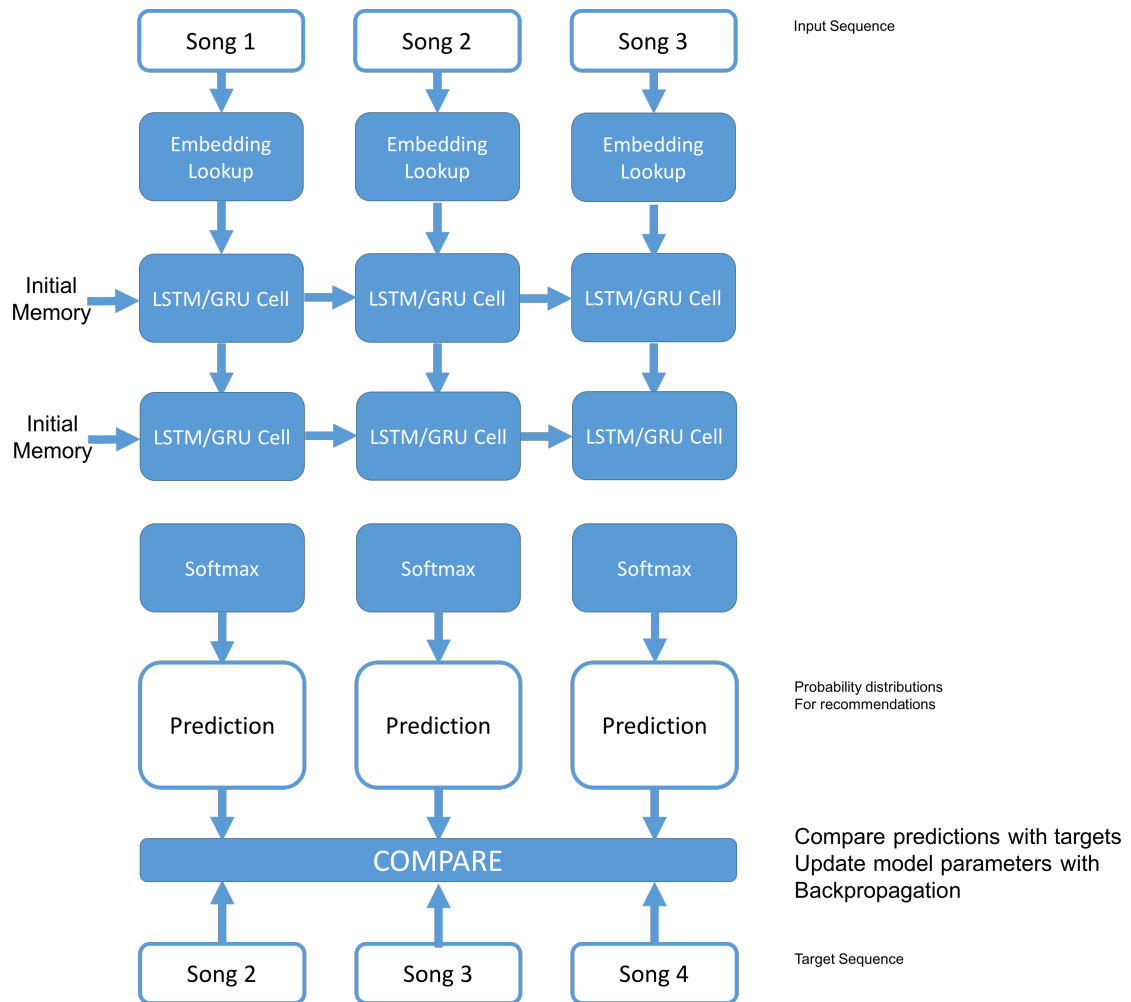 Song 1
Song 2
Song 3
Input Sequence
Embedding
Lookup
Embedding
Lookup
Embedding
Lookup
Initial
Memory
LSTM/GRU Cell
LSTM/GRU Cell
LSTM/GRU Cell
Initial
Memory
LSTM/GRU Cell
LSTM/GRU Cell
LSTM/GRU Cell
Softmax
Softmax
Softmax
Prediction
Prediction
Prediction
Probability distributions
For recommendations
COMPARE
Compare predictions with targets
Update model parameters with
Backpropagation
Song 2
Song 3
Song 4
Target Sequence